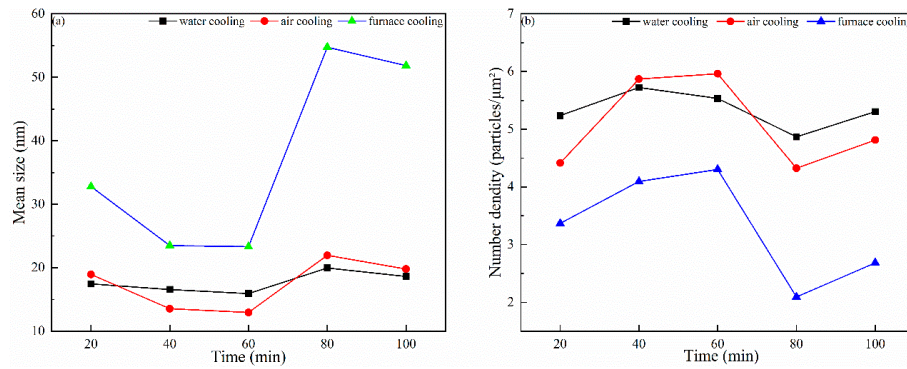 (a)
water cooling
air cooling
furnace cooling
60
50
40
30
20
10
Mean size (nm)
20
40
60
80
100
Time (min)
(b)
water cooling
air cooling
furnace cooling
7
6
5
4
3
2
Number dendity (particles/μm²)
20
40
60
80
100
Time (min)